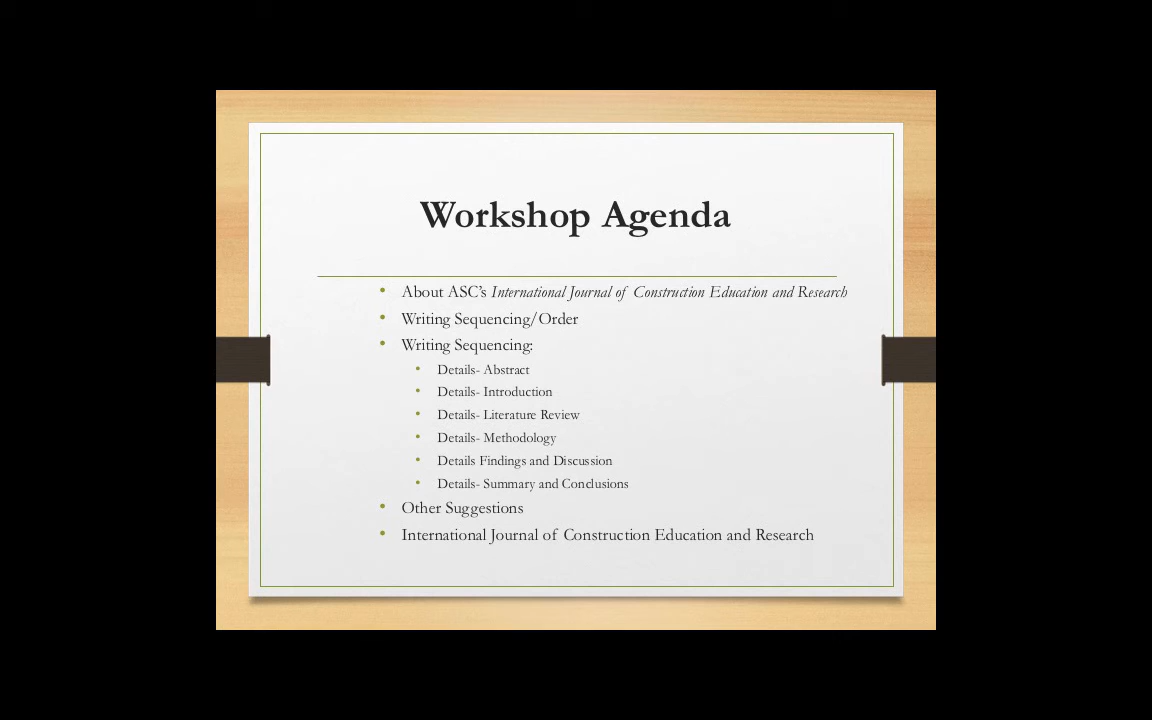 Workshop Agenda
• About ASC's International Journal of Construction Education and Research
• Writing Sequencing/Order
• Writing Sequencing:
• Details- Abstract
• Details- Introduction
• Details- Literature Review
• Details- Methodology
• Details Findings and Discussion
• Details- Summary and Conclusions
• Other Suggestions
• International Journal of Construction Education and Research